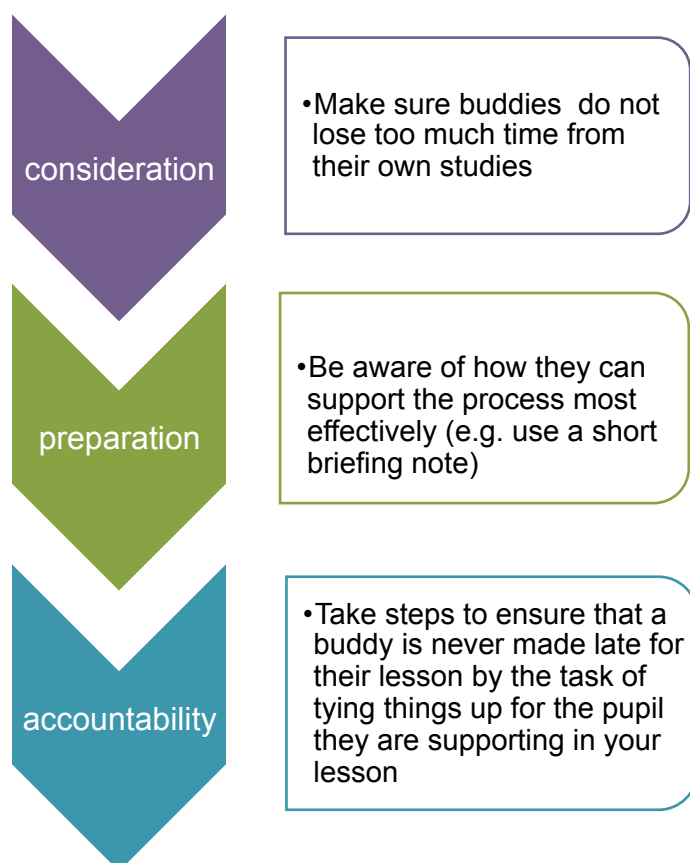 consideration
•Make sure buddies  do not
lose too much time from
their own studies
preparation
•Be aware of how they can
support the process most
effectively (e.g. use a short
briefing note)
accountability
•Take steps to ensure that a
buddy is never made late for
their lesson by the task of
tying things up for the pupil
they are supporting in your
lesson